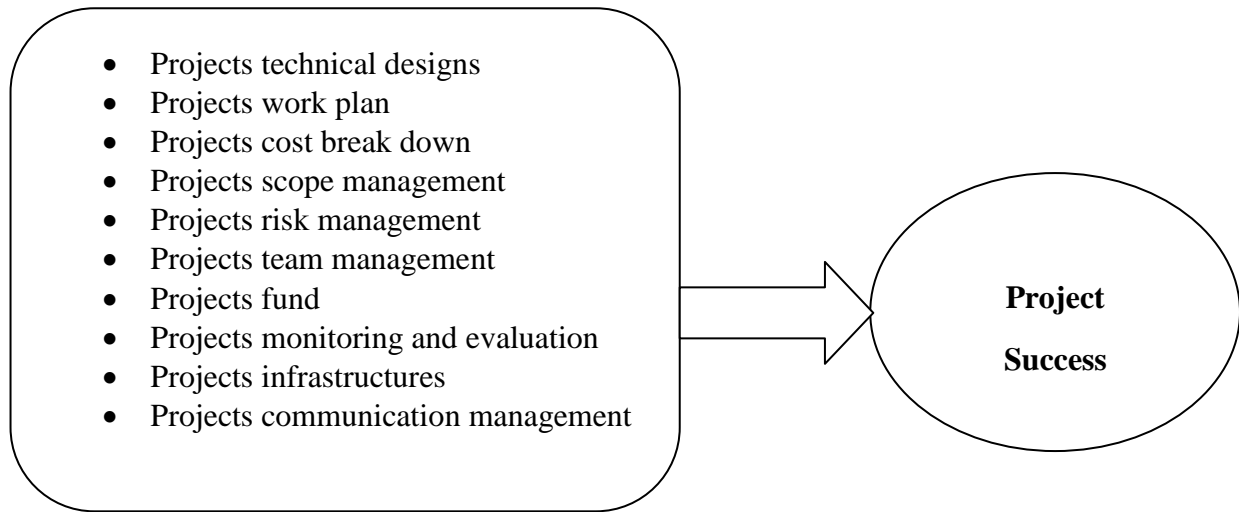 • Projects technical designs
• Projects work plan
• Projects cost break down
• Projects scope management
• Projects risk management
• Projects team management
• Projects fund
• Projects monitoring and evaluation
• Projects infrastructures
• Projects communication management
Project
Success